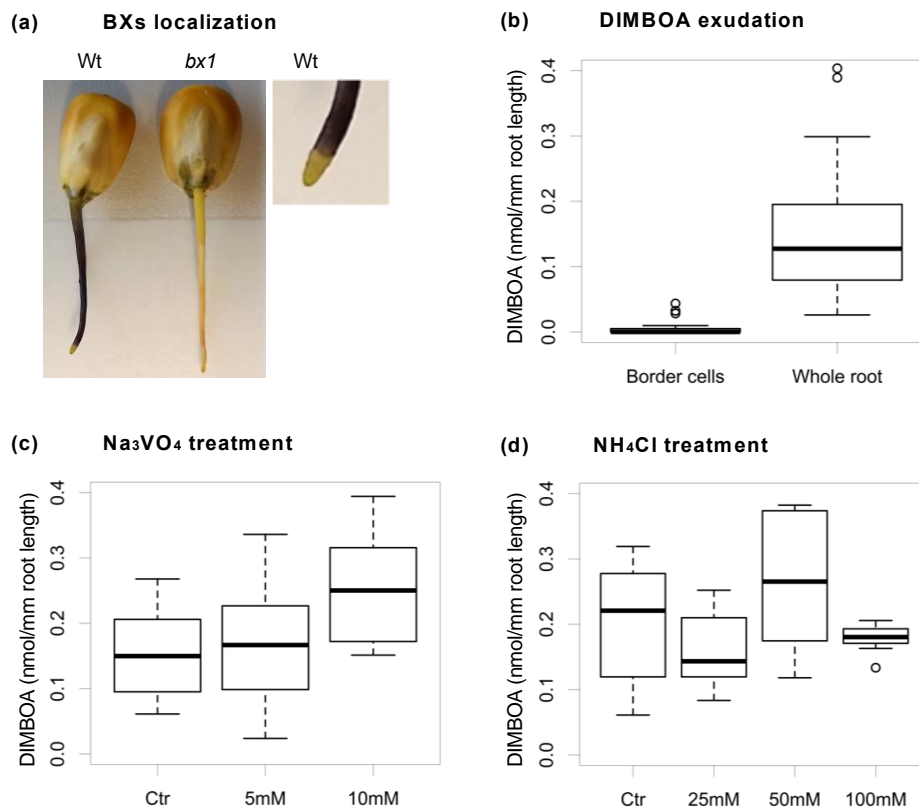 (a) BXs localization
Wt bx1 Wt
(b) DIMBOA exudation
DIMBOA (nmol/mm root length)
0.4
0.3
0.2
0.1
0.0
Border cells Whole root
(c) Na₃VO₄ treatment
DIMBOA (nmol/mm root length)
0.4
0.3
0.2
0.1
0.0
Ctr 5mM 10mM
(d) NH₄Cl treatment
DIMBOA (nmol/mm root length)
0.4
0.3
0.2
0.1
0.0
Ctr 25mM 50mM 100mM